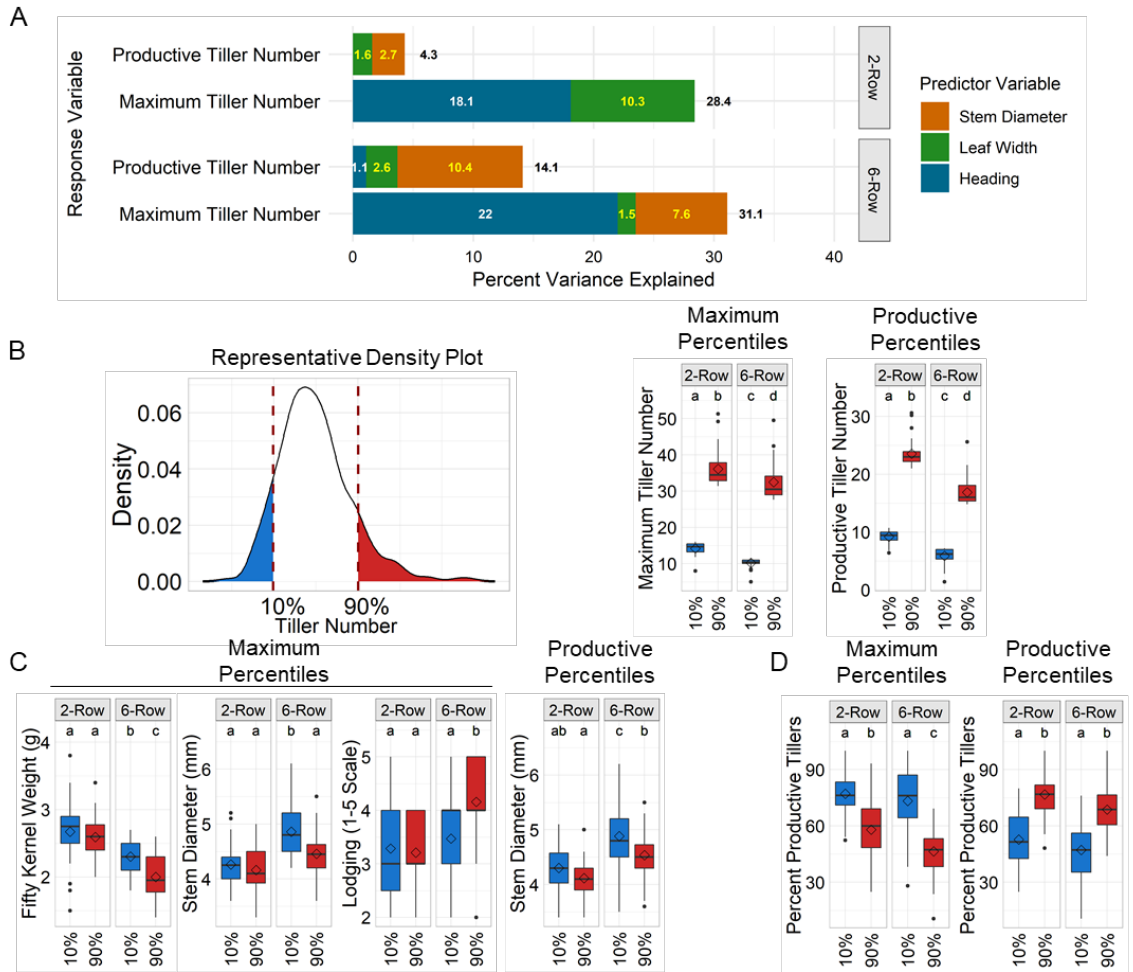 A
Response Variable
Productive Tiller Number
1.6 2.7 4.3
Maximum Tiller Number
18.1 10.3 28.4
2-Row
Productive Tiller Number
1.1 2.6 10.4 14.1
Maximum Tiller Number
22 1.5 7.6 31.1
6-Row
0 10 20 30 40
Percent Variance Explained
Predictor Variable
Stem Diameter
Leaf Width
Heading
B
Representative Density Plot
Density
0.06
0.04
0.02
0.00
10% 90%
Tiller Number
Maximum
Percentiles
2-Row 6-Row
a b c d
Maximum Tiller Number
50
40
30
20
10
10% 90% 10% 90%
Productive
Percentiles
2-Row 6-Row
a b c d
Productive Tiller Number
30
20
10
0
10% 90% 10% 90%
C
Maximum
Percentiles
2-Row 6-Row
a a b c
Fifty Kernel Weight (g)
4
3
2
10% 90% 10% 90%
2-Row 6-Row
a a b a
Stem Diameter (mm)
6
5
4
10% 90% 10% 90%
2-Row 6-Row
a a a b
Lodging (1-5 Scale)
5
4
3
2
10% 90% 10% 90%
Productive
Percentiles
2-Row 6-Row
ab a c b
Stem Diameter (mm)
6
5
4
10% 90% 10% 90%
D
Maximum
Percentiles
2-Row 6-Row
a b a c
Percent Productive Tillers
90
60
30
10% 90% 10% 90%
Productive
Percentiles
2-Row 6-Row
a b a b
Percent Productive Tillers
90
60
30
10% 90% 10% 90%